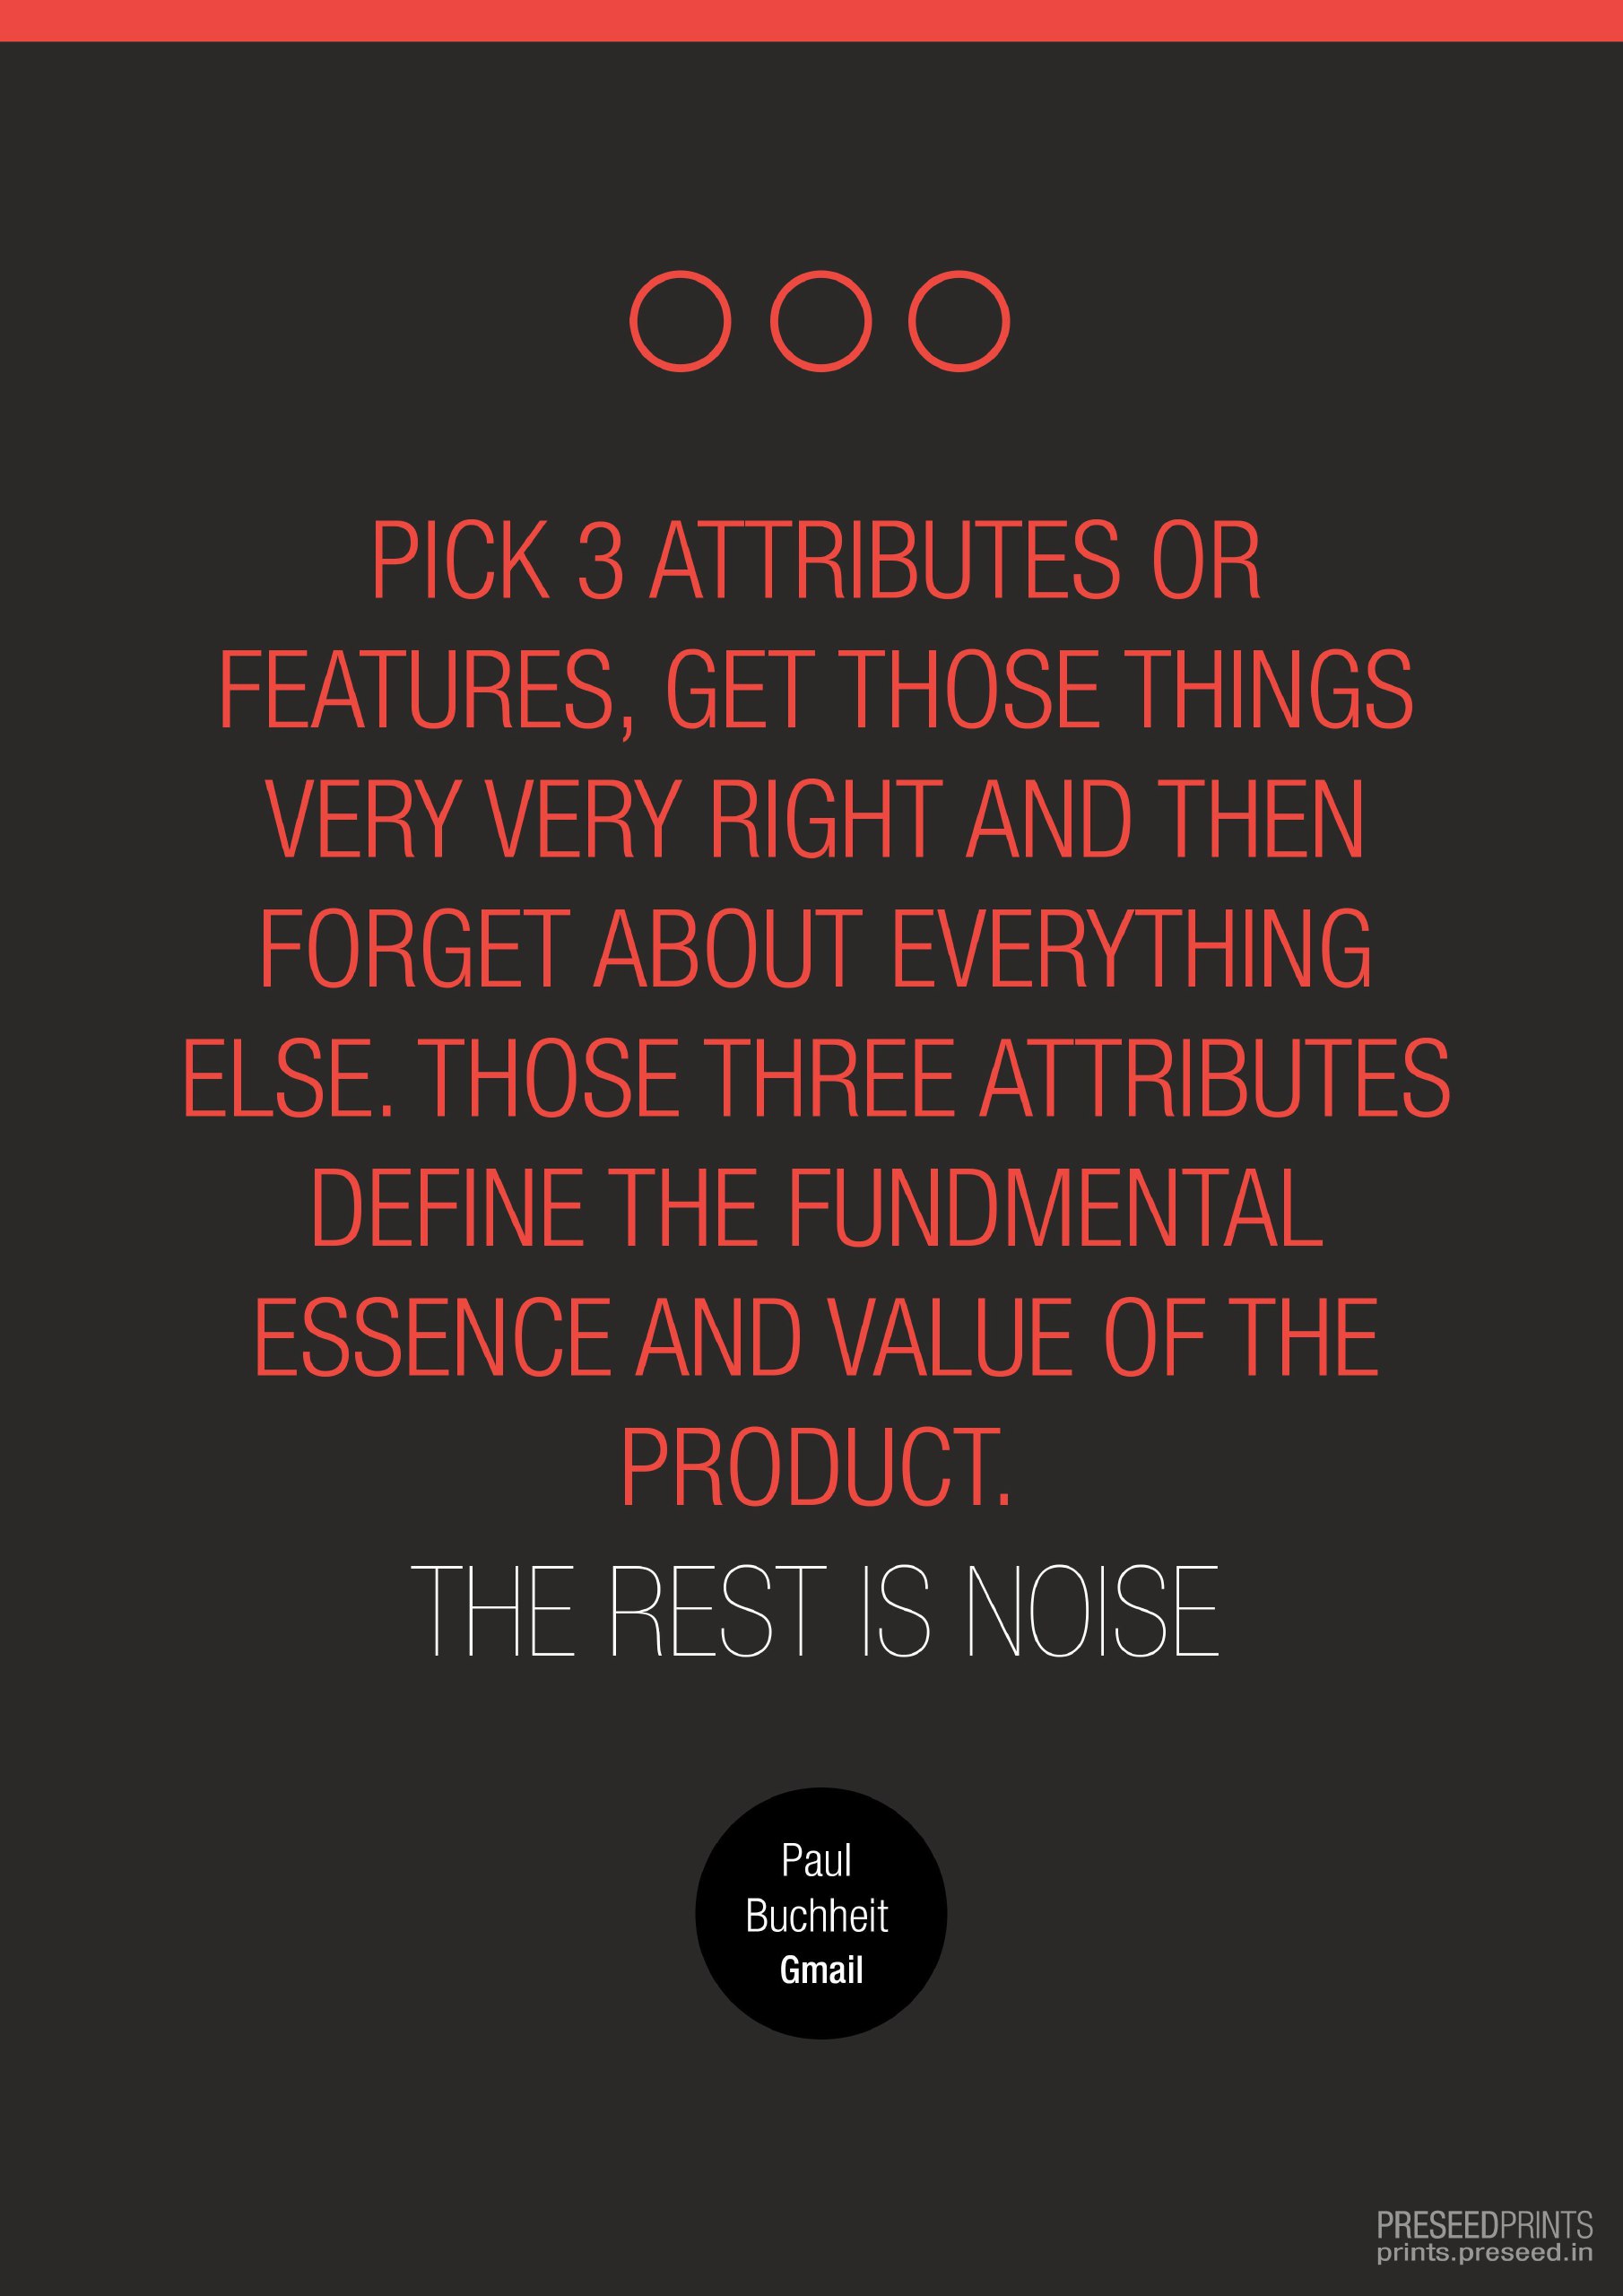 PICK 3 ATTRIBUTES OR
FEATURES, GET THOSE THINGS
VERY VERY RIGHT AND THEN
FORGET ABOUT EVERYTHING
ELSE. THOSE THREE ATTRIBUTES
DEFINE THE FUNDMENTAL
ESSENCE AND VALUE OF THE
PRODUCT.
THE REST IS NOISE
Paul
Buchheit
Gmail
PRESEEDPRINTS
prints.preseed.in